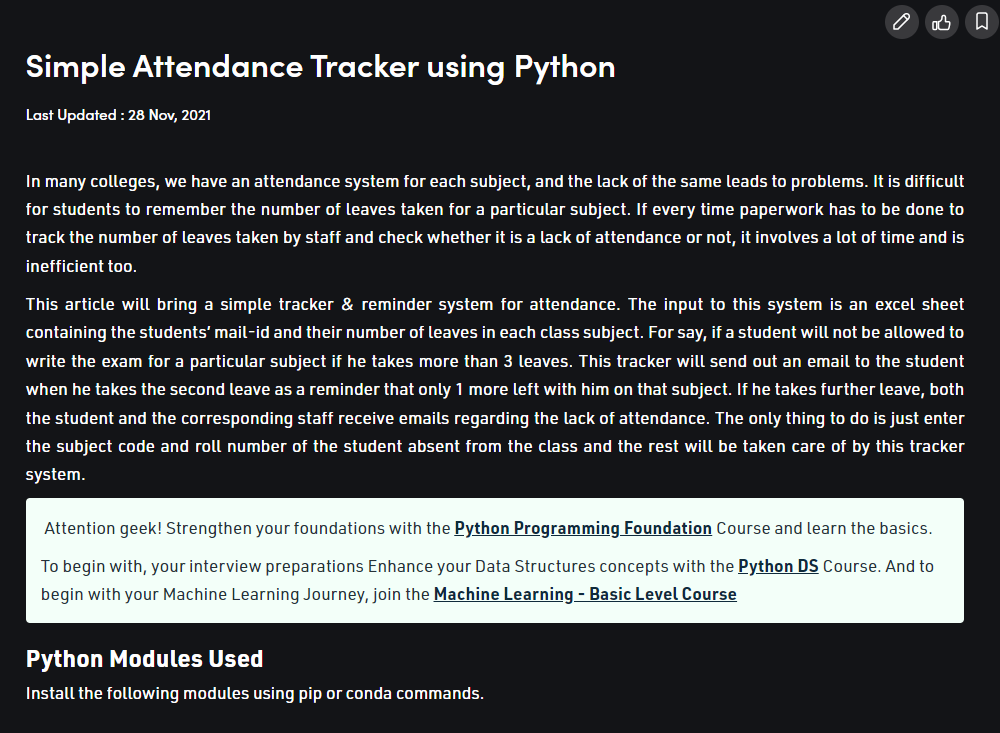 Simple Attendance Tracker using Python
Last Updated : 28 Nov, 2021
In many colleges, we have an attendance system for each subject, and the lack of the same leads to problems. It is difficult
for students to remember the number of leaves taken for a particular subject. If every time paperwork has to be done to
track the number of leaves taken by staff and check whether it is a lack of attendance or not, it involves a lot of time and is
inefficient too.
This article will bring a simple tracker & reminder system for attendance. The input to this system is an excel sheet
containing the students’ mail-id and their number of leaves in each class subject. For say, if a student will not be allowed to
write the exam for a particular subject if he takes more than 3 leaves. This tracker will send out an email to the student
when he takes the second leave as a reminder that only 1 more left with him on that subject. If he takes further leave, both
the student and the corresponding staff receive emails regarding the lack of attendance. The only thing to do is just enter
the subject code and roll number of the student absent from the class and the rest will be taken care of by this tracker
system.
Attention geek! Strengthen your foundations with the Python Programming Foundation Course and learn the basics.
To begin with, your interview preparations Enhance your Data Structures concepts with the Python DS Course. And to
begin with your Machine Learning Journey, join the Machine Learning - Basic Level Course
Python Modules Used
Install the following modules using pip or conda commands.